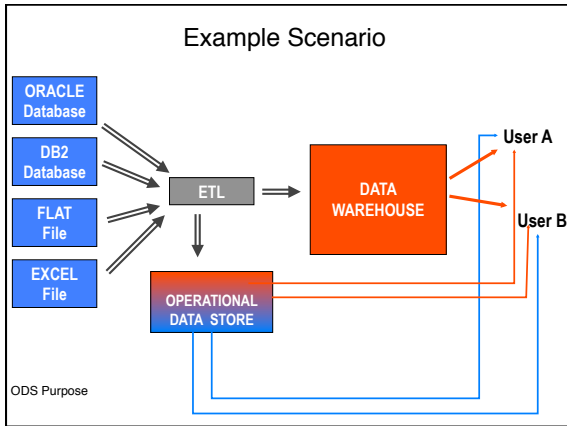 Example Scenario
ORACLE
Database
DB2
Database
FLAT
File
EXCEL
File
ETL
DATA
WAREHOUSE
User A
User B
OPERATIONAL
DATA STORE
ODS Purpose